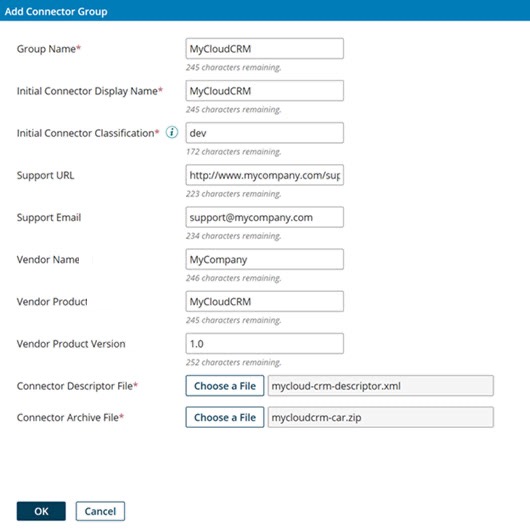 Add Connector Group
Group Name* MyCloudCRM
245 characters remaining.
Initial Connector Display Name* MyCloudCRM
245 characters remaining.
Initial Connector Classification* i dev
172 characters remaining.
Support URL http://www.mycompany.com/sup
223 characters remaining.
Support Email support@mycompany.com
234 characters remaining.
Vendor Name MyCompany
246 characters remaining.
Vendor Product MyCloudCRM
245 characters remaining.
Vendor Product Version 1.0
252 characters remaining.
Connector Descriptor File* Choose a File mycloud-crm-descriptor.xml
Connector Archive File* Choose a File mycloudcrm-car.zip
OK Cancel